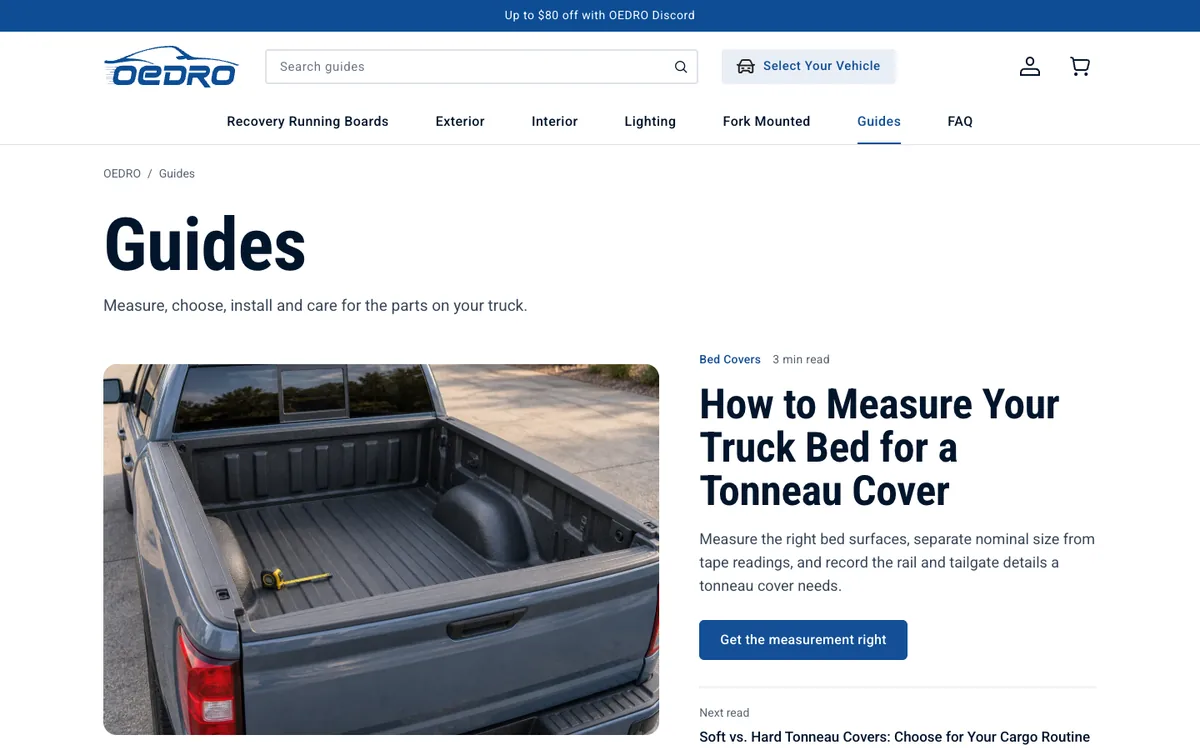 Up to $80 off with OEDRO Discord
OEDRO
Search guides
Select Your Vehicle
Recovery Running Boards
Exterior
Interior
Lighting
Fork Mounted
Guides
FAQ
OEDRO / Guides
Guides
Measure, choose, install and care for the parts on your truck.
Bed Covers 3 min read
How to Measure Your
Truck Bed for a
Tonneau Cover
Measure the right bed surfaces, separate nominal size from
tape readings, and record the rail and tailgate details a
tonneau cover needs.
Get the measurement right
Next read
Soft vs. Hard Tonneau Covers: Choose for Your Cargo Routine